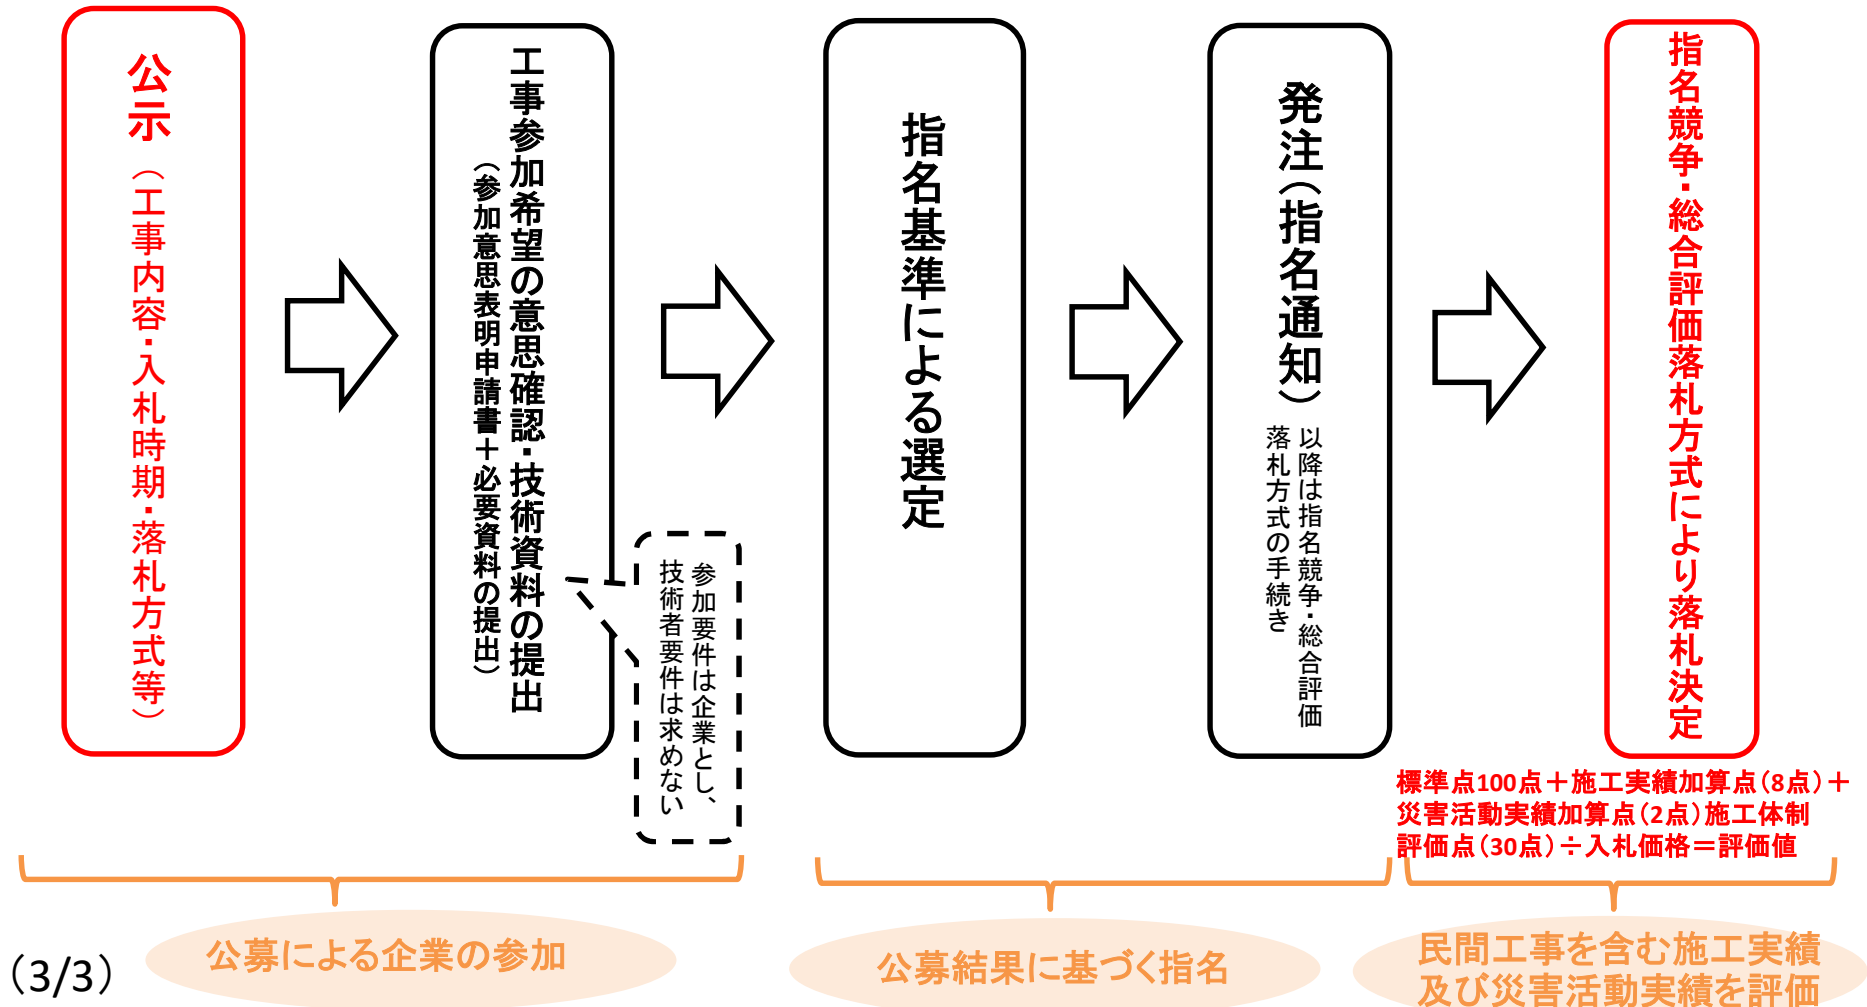 公示（工事内容・入札時期・落札方式等）
工事参加希望の意思確認・技術資料の提出
（参加意思表明申請書＋必要資料の提出）
参加要件は企業とし、
技術者要件は求めない
指名基準による選定
発注（指名通知）
以降は指名競争・総合評価
落札方式の手続き
指名競争・総合評価落札方式により落札決定
標準点100点＋施工実績加算点（8点）＋
災害活動実績加算点（2点）施工体制
評価点（30点）÷入札価格＝評価値
公募による企業の参加
公募結果に基づく指名
民間工事を含む施工実績
及び災害活動実績を評価
（3/3）